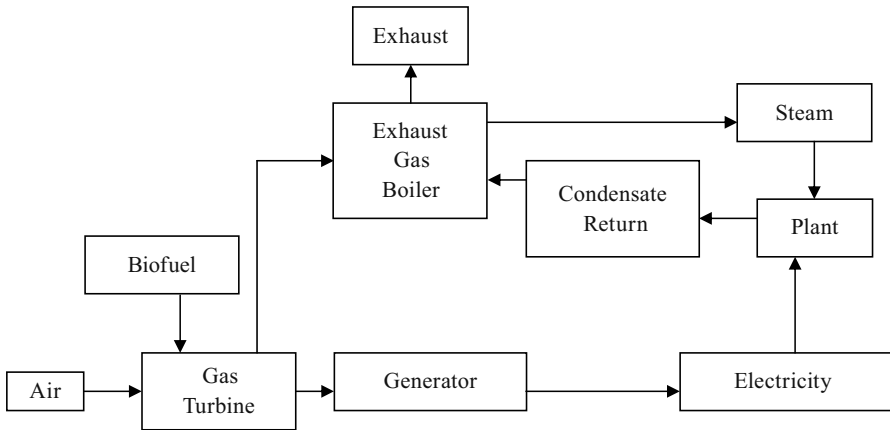 Exhaust
Exhaust
Gas
Boiler
Steam
Condensate
Return
Plant
Biofuel
Air
Gas
Turbine
Generator
Electricity